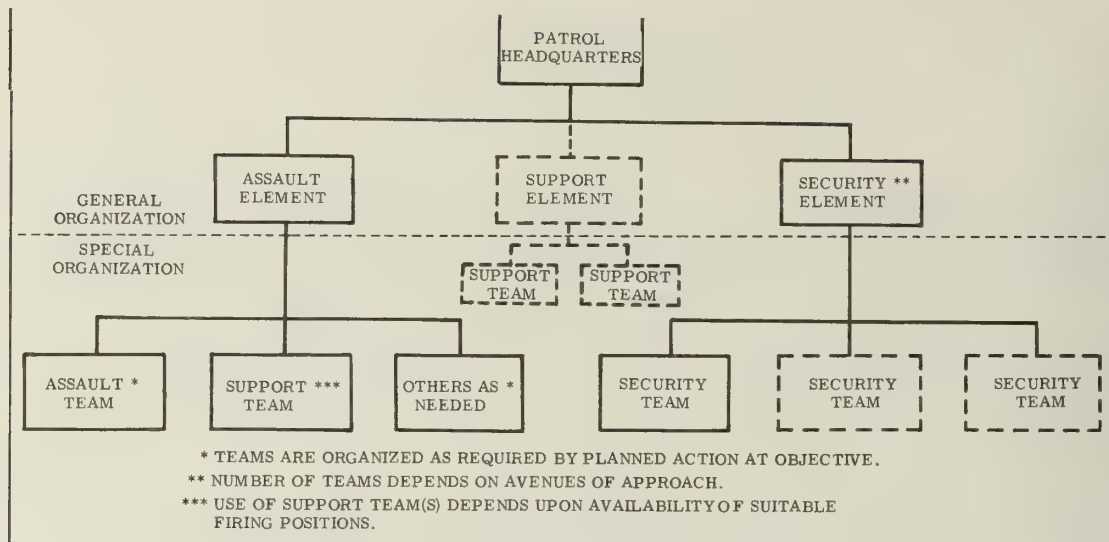 PATROL
HEADQUARTERS
ASSAULT
ELEMENT
SUPPORT
ELEMENT
SECURITY **
ELEMENT
GENERAL
ORGANIZATION
SPECIAL
ORGANIZATION
SUPPORT
TEAM
SUPPORT
TEAM
ASSAULT *
TEAM
SUPPORT ***
TEAM
OTHERS AS *
NEEDED
SECURITY
TEAM
SECURITY
TEAM
SECURITY
TEAM
* TEAMS ARE ORGANIZED AS REQUIRED BY PLANNED ACTION AT OBJECTIVE.
** NUMBER OF TEAMS DEPENDS ON AVENUES OF APPROACH.
*** USE OF SUPPORT TEAM(S) DEPENDS UPON AVAILABILITY OF SUITABLE
FIRING POSITIONS.